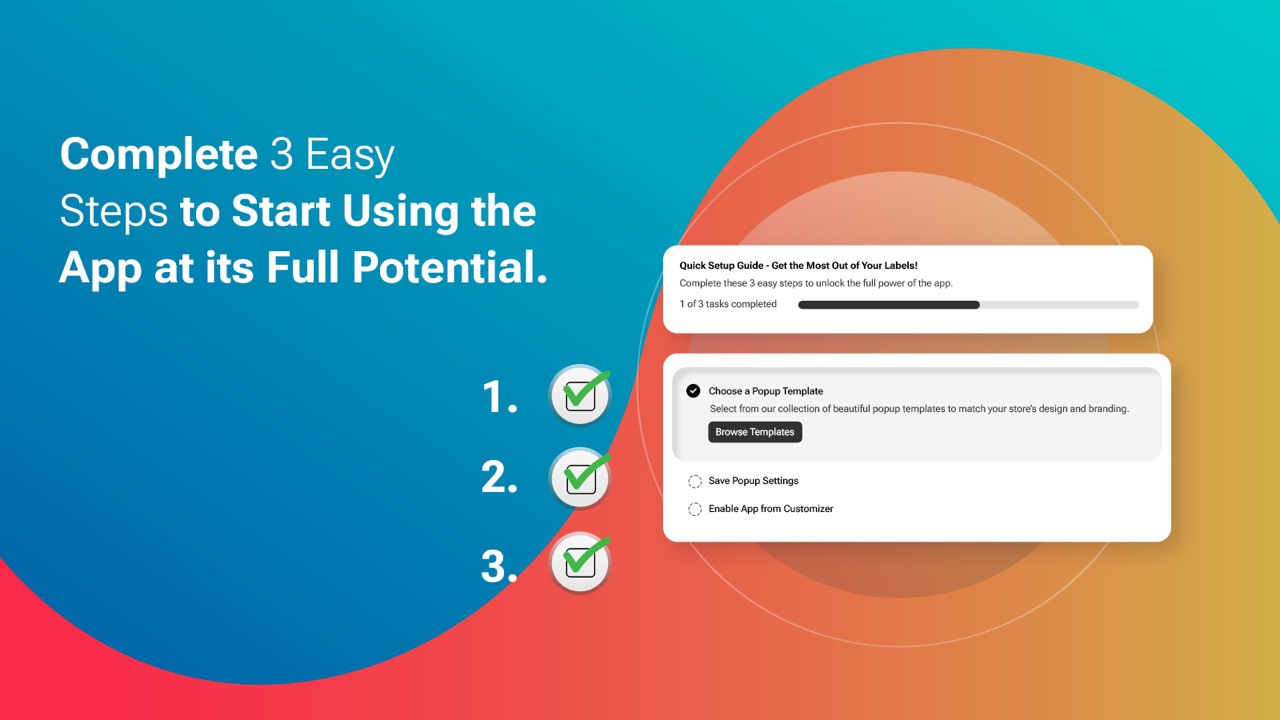 Complete 3 Easy
Steps to Start Using the
App at its Full Potential.
1.
2.
3.
Quick Setup Guide - Get the Most Out of Your Labels!
Complete these 3 easy steps to unlock the full power of the app.
1 of 3 tasks completed
Choose a Popup Template
Select from our collection of beautiful popup templates to match your store's design and branding.
Browse Templates
Save Popup Settings
Enable App from Customizer